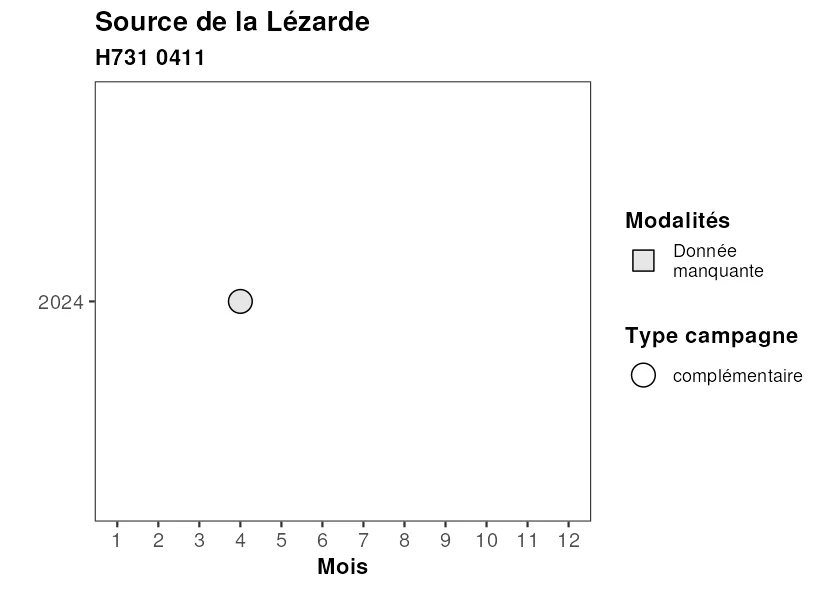 Source de la Lézarde
H731 0411
2024
1 2 3 4 5 6 7 8 9 10 11 12
Mois
Modalités
Donnée
manquante
Type campagne
complémentaire